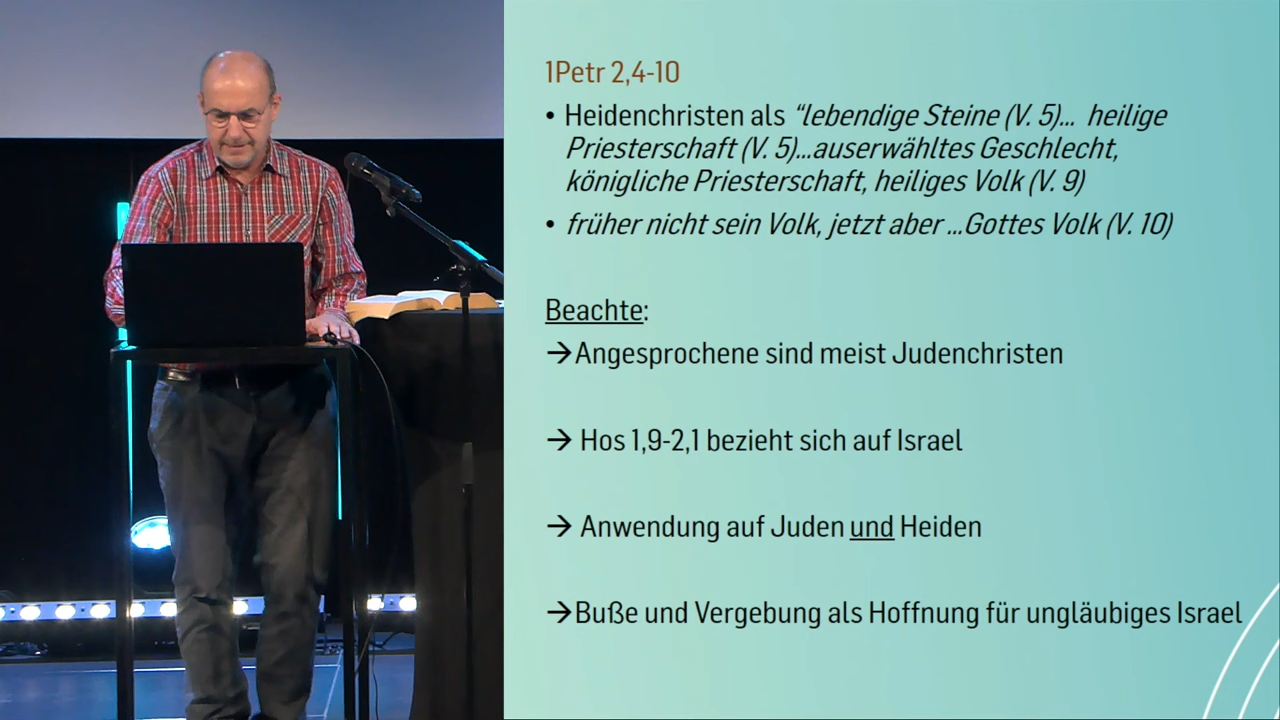 1Petr 2,4-10
• Heidenchristen als “lebendige Steine (V. 5)... heilige
Priesterschaft (V. 5)...auserwähltes Geschlecht,
königliche Priesterschaft, heiliges Volk (V. 9)
• früher nicht sein Volk, jetzt aber ...Gottes Volk (V. 10)
Beachte:
→Angesprochene sind meist Judenchristen
→ Hos 1,9-2,1 bezieht sich auf Israel
→ Anwendung auf Juden und Heiden
→Buße und Vergebung als Hoffnung für ungläubiges Israel